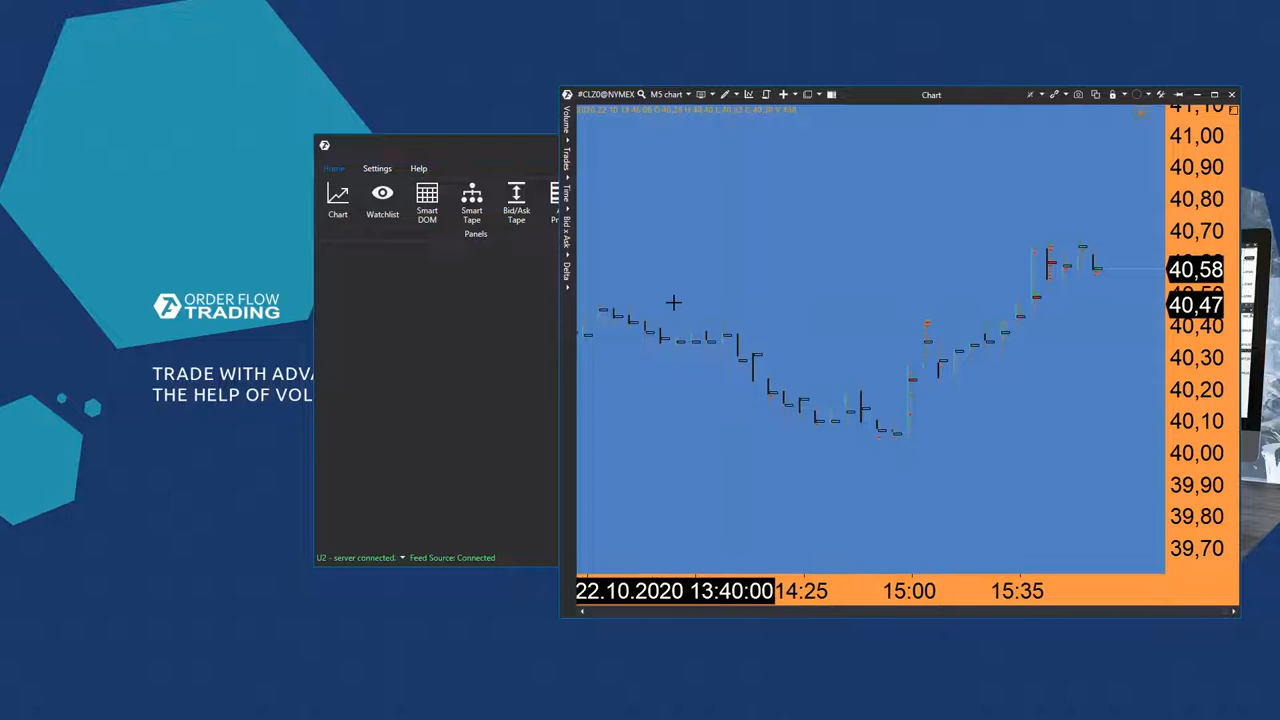 #CLZ0@NYMEX M5 chart Chart
Volume
Trades
Time
Bid x Ask
Delta
Home Settings Help
Chart Watchlist Smart DOM Smart Tape Bid/Ask Tape
Panels
ORDER FLOW
TRADING
TRADE WITH
THE HELP OF
U2 - server connected. Feed Source: Connected
41,10
41,00
40,90
40,80
40,70
40,58
40,47
40,40
40,30
40,20
40,10
40,00
39,90
39,80
39,70
22.10.2020 13:40:00 14:25 15:00 15:35